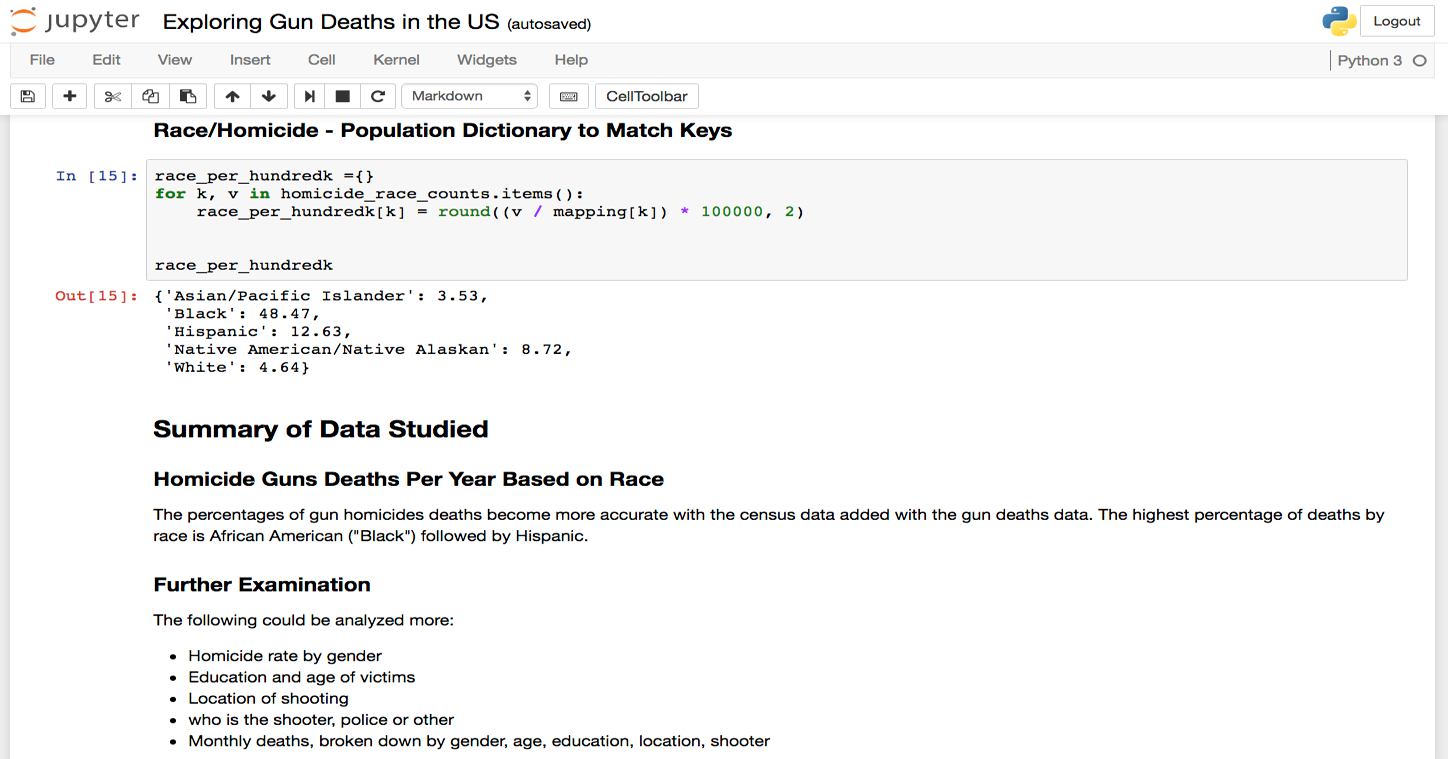 jupyter Exploring Gun Deaths in the US (autosaved) Logout
File Edit View Insert Cell Kernel Widgets Help Python 3
Markdown CellToolbar
Race/Homicide - Population Dictionary to Match Keys
In [15]: race_per_hundredk ={}
for k, v in homicide_race_counts.items():
    race_per_hundredk[k] = round((v / mapping[k]) * 100000, 2)
race_per_hundredk
Out[15]: {'Asian/Pacific Islander': 3.53,
 'Black': 48.47,
 'Hispanic': 12.63,
 'Native American/Native Alaskan': 8.72,
 'White': 4.64}
Summary of Data Studied
Homicide Guns Deaths Per Year Based on Race
The percentages of gun homicides deaths become more accurate with the census data added with the gun deaths data. The highest percentage of deaths by
race is African American ("Black") followed by Hispanic.
Further Examination
The following could be analyzed more:
• Homicide rate by gender
• Education and age of victims
• Location of shooting
• who is the shooter, police or other
• Monthly deaths, broken down by gender, age, education, location, shooter